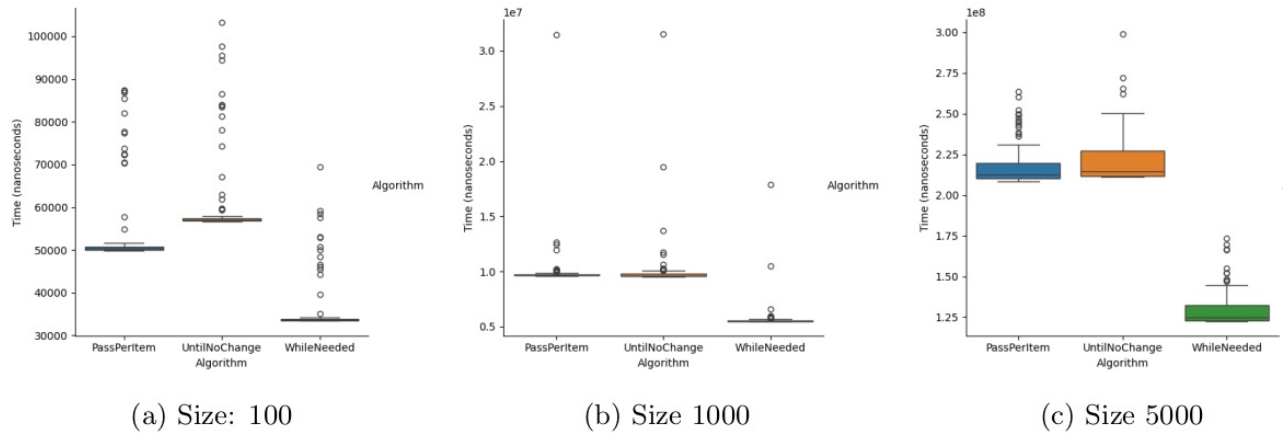 100000
90000
80000
70000
60000
50000
40000
30000
Time (nanoseconds)
PassPerItem UntilNoChange WhileNeeded
Algorithm
Algorithm
(a) Size: 100
1e7
3.0
2.5
2.0
1.5
1.0
0.5
Time (nanoseconds)
PassPerItem UntilNoChange WhileNeeded
Algorithm
Algorithm
(b) Size 1000
1e8
3.00
2.75
2.50
2.25
2.00
1.75
1.50
1.25
Time (nanoseconds)
PassPerItem UntilNoChange WhileNeeded
Algorithm
(c) Size 5000